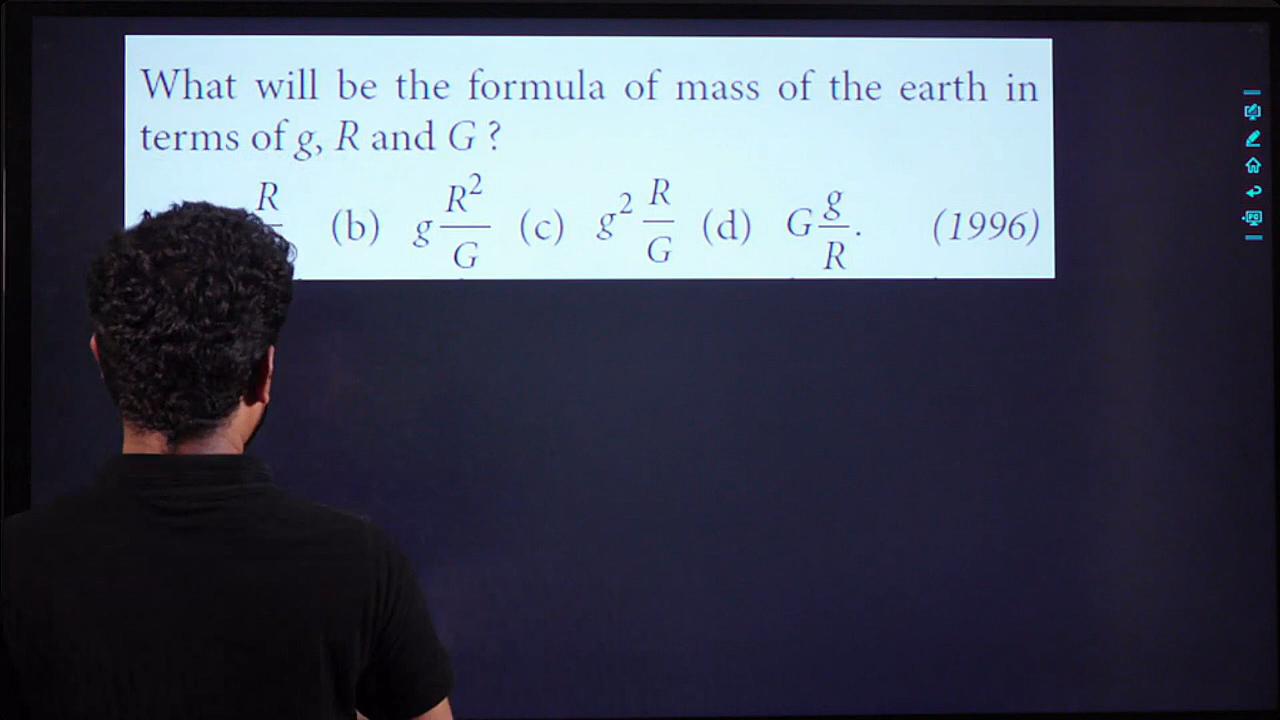 What will be the formula of mass of the earth in
terms of g, R and G ?
R (b) g R²/G (c) g² R/G (d) G g/R. (1996)